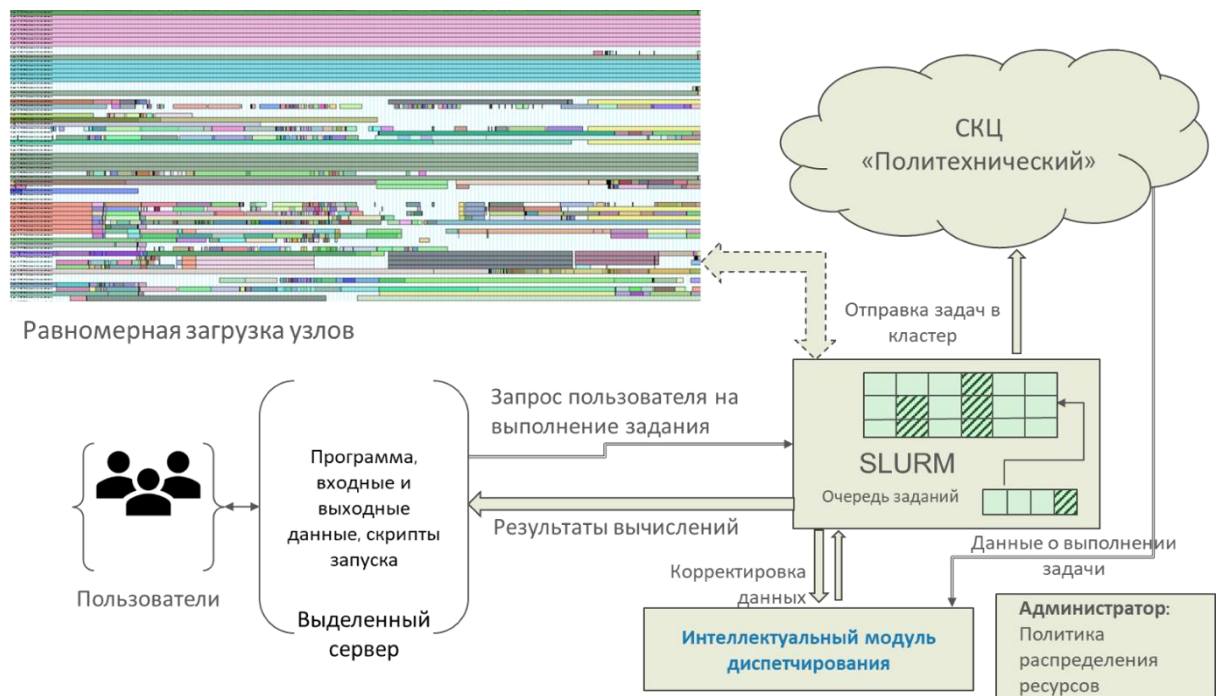 СКЦ
«Политехнический»
Равномерная загрузка узлов
Отправка задач в
кластер
Запрос пользователя на
выполнение задания
Программа,
входные и
выходные
данные, скрипты
запуска
Выделенный
сервер
Пользователи
SLURM
Очередь заданий
Результаты вычислений
Данные о выполнении
задачи
Корректировка
данных
Интеллектуальный модуль
диспетчирования
Администратор:
Политика
распределения
ресурсов